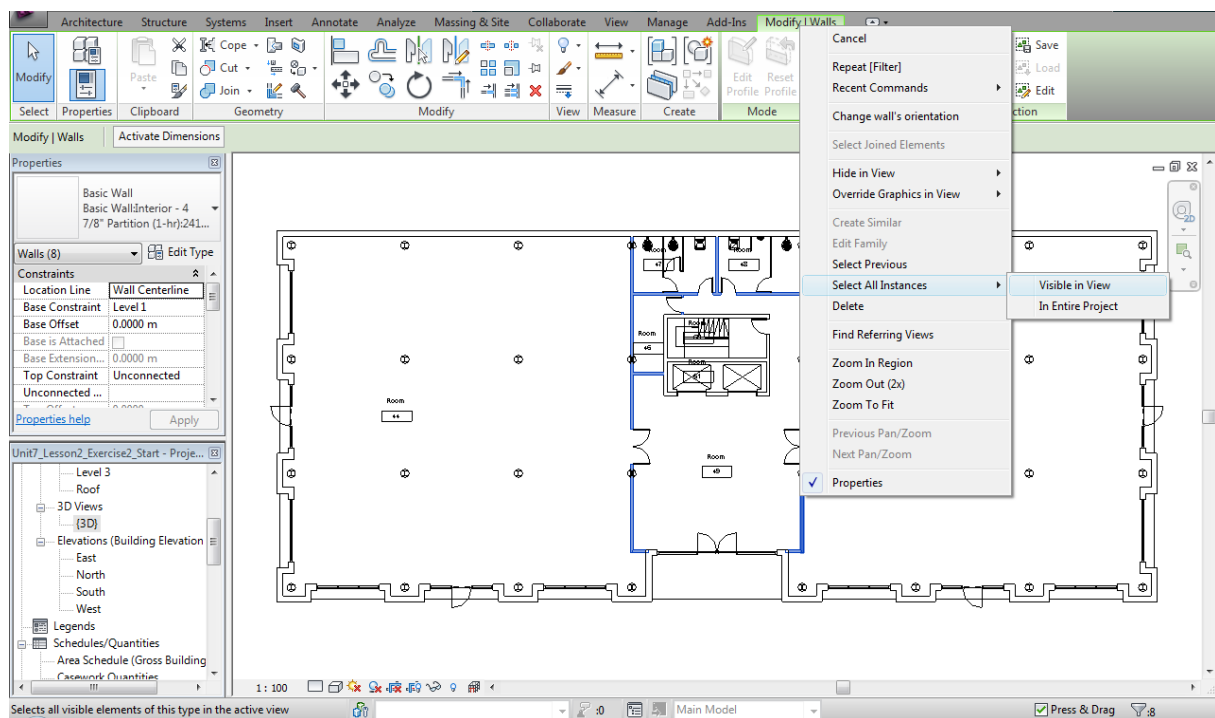 Architecture Structure Systems Insert Annotate Analyze Massing & Site Collaborate View Manage Add-Ins Modify | Walls
Cope
Cut
Join
Modify
Paste
Edit Profile
Reset Profile
Save
Load
Edit
Select Properties Clipboard Geometry Modify View Measure Create Mode ction
Modify | Walls Activate Dimensions
Properties
Basic Wall
Basic Wall:Interior - 4
7/8" Partition (1-hr):241...
Walls (8) Edit Type
Constraints
Location Line Wall Centerline
Base Constraint Level 1
Base Offset 0.0000 m
Base is Attached
Base Extension... 0.0000 m
Top Constraint Unconnected
Unconnected ...
Properties help Apply
Unit7_Lesson2_Exercise2_Start - Proje...
Level 3
Roof
3D Views
{3D}
Elevations (Building Elevation
East
North
South
West
Legends
Schedules/Quantities
Area Schedule (Gross Building
Casework Quantities
Cancel
Repeat [Filter]
Recent Commands
Change wall's orientation
Select Joined Elements
Hide in View
Override Graphics in View
Create Similar
Edit Family
Select Previous
Select All Instances
Delete
Find Referring Views
Zoom In Region
Zoom Out (2x)
Zoom To Fit
Previous Pan/Zoom
Next Pan/Zoom
Properties
Visible in View
In Entire Project
2D
Room
Room
Room
Room
Room
Room
Room
1 : 100
Selects all visible elements of this type in the active view
:0
Main Model
Press & Drag
:8